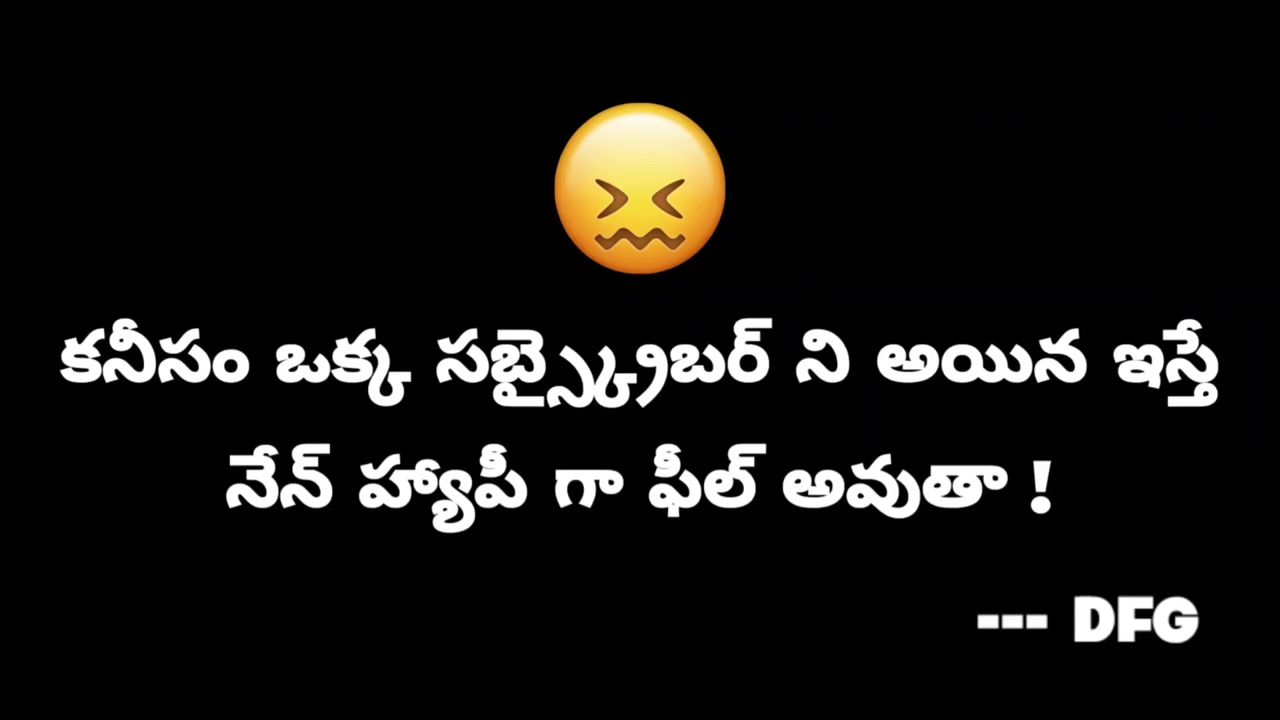 కనీసం ఒక్క సబ్స్క్రైబర్ ని అయిన ఇస్తే
నేన్ హ్యాపీ గా ఫీల్ అవుతా !
--- DFG